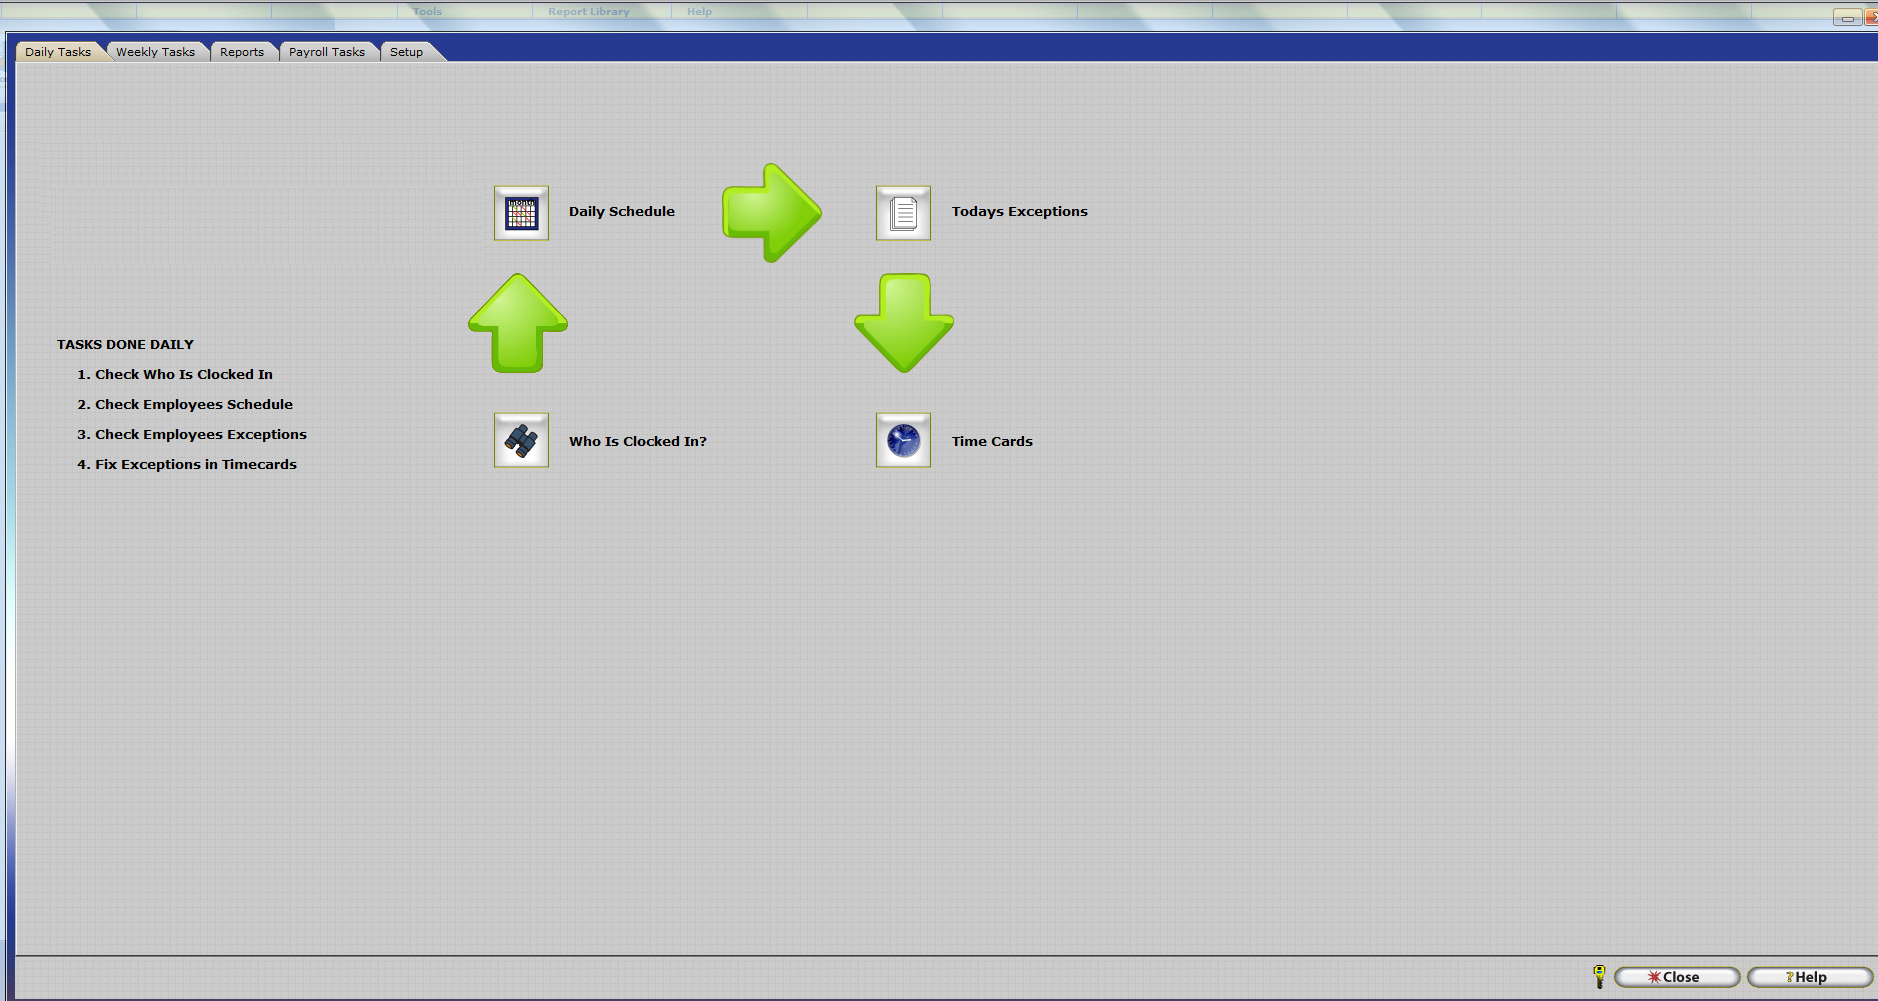 Tools Report Library Help
Daily Tasks Weekly Tasks Reports Payroll Tasks Setup
Daily Schedule
Todays Exceptions
TASKS DONE DAILY
1. Check Who Is Clocked In
2. Check Employees Schedule
3. Check Employees Exceptions
4. Fix Exceptions in Timecards
Who Is Clocked In?
Time Cards
Close ?Help